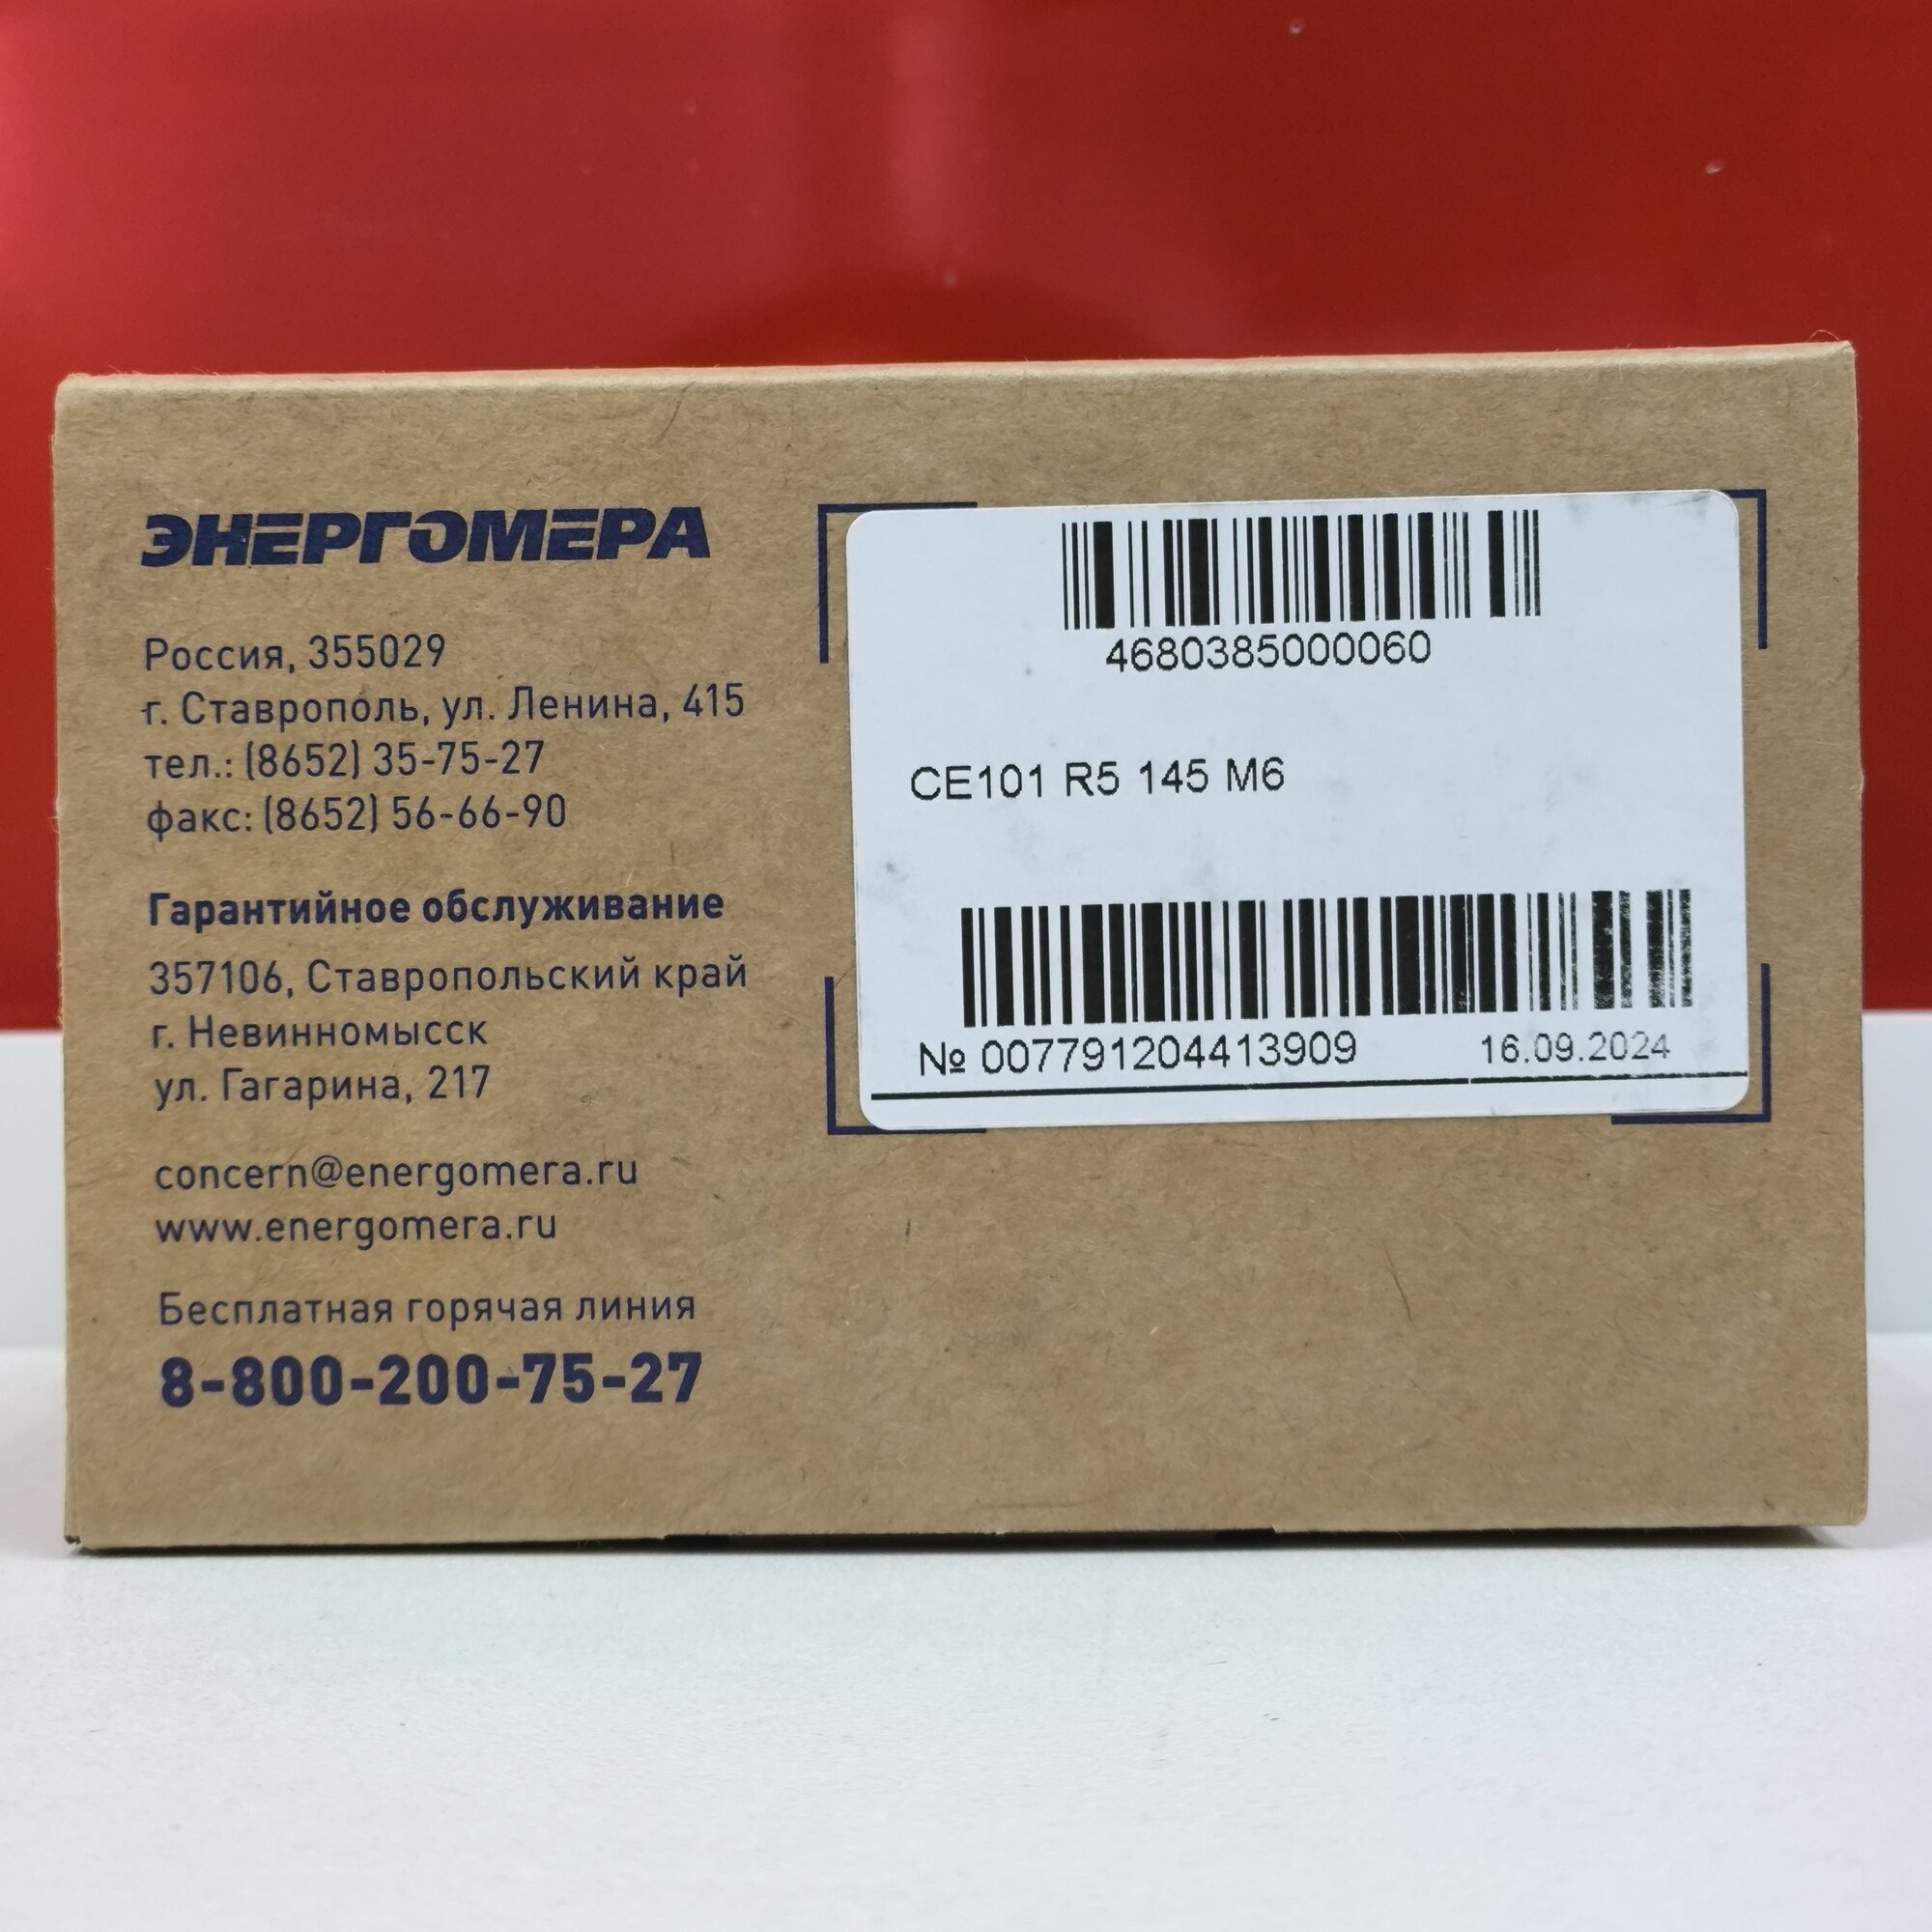 ЭНЕРГОМЕРА
Россия, 355029
г. Ставрополь, ул. Ленина, 415
тел.: (8652) 35-75-27
факс: (8652) 56-66-90
Гарантийное обслуживание
357106, Ставропольский край
г. Невинномысск
ул. Гагарина, 217
concern@energomera.ru
www.energomera.ru
Бесплатная горячая линия
8-800-200-75-27
4680385000060
CE101 R5 145 M6
№ 007791204413909 16.09.2024